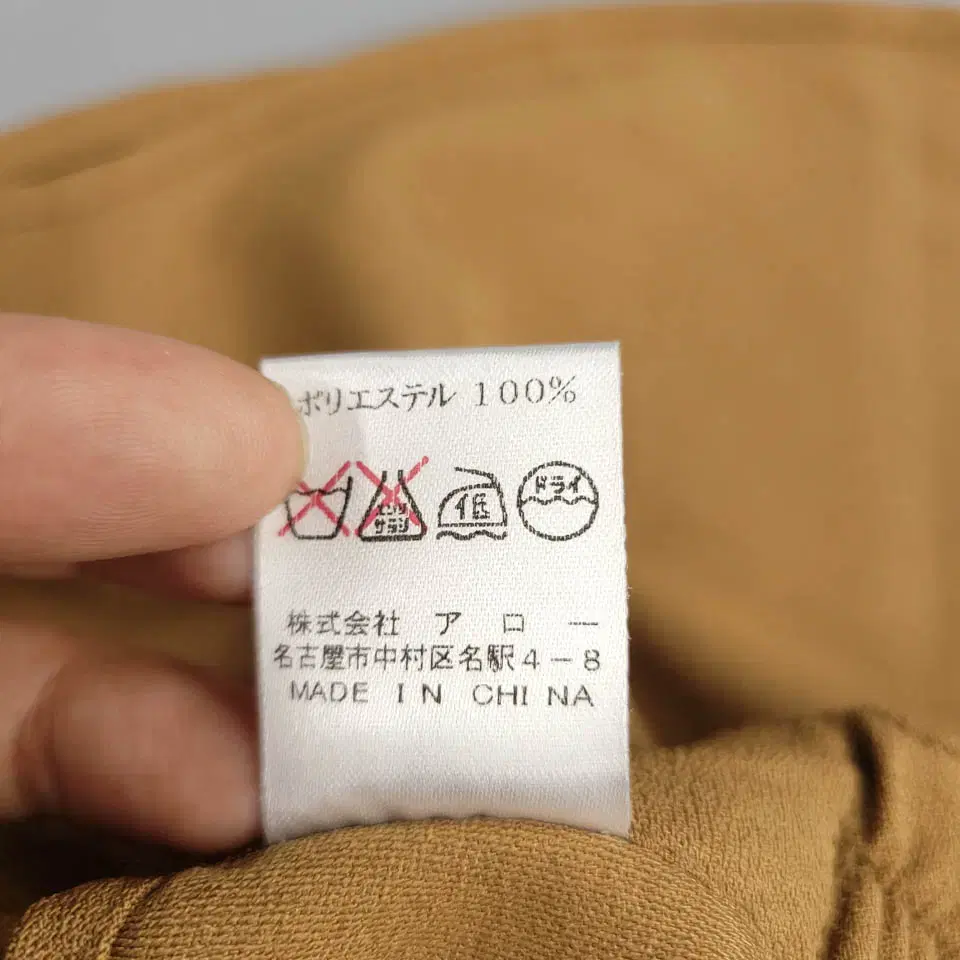 ポリエステル 100%
エンソ
サラシ
低
ドライ
株式会社 アロー
名古屋市中村区名駅4-8
MADE IN CHINA